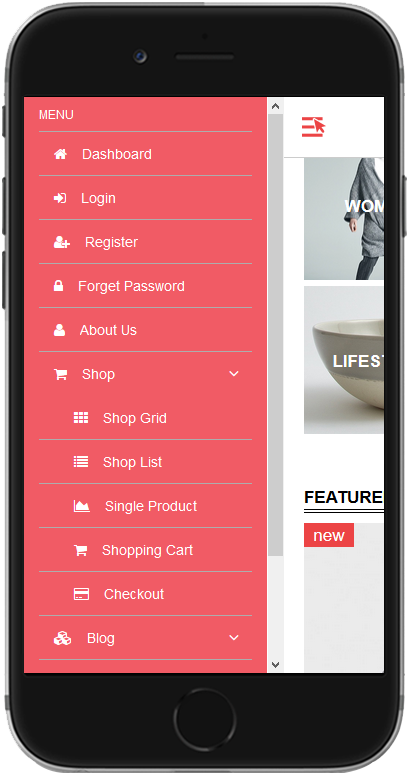 MENU
Dashboard
Login
Register
Forget Password
About Us
Shop
Shop Grid
Shop List
Single Product
Shopping Cart
Checkout
Blog
WOM
LIFEST
FEATURE
new